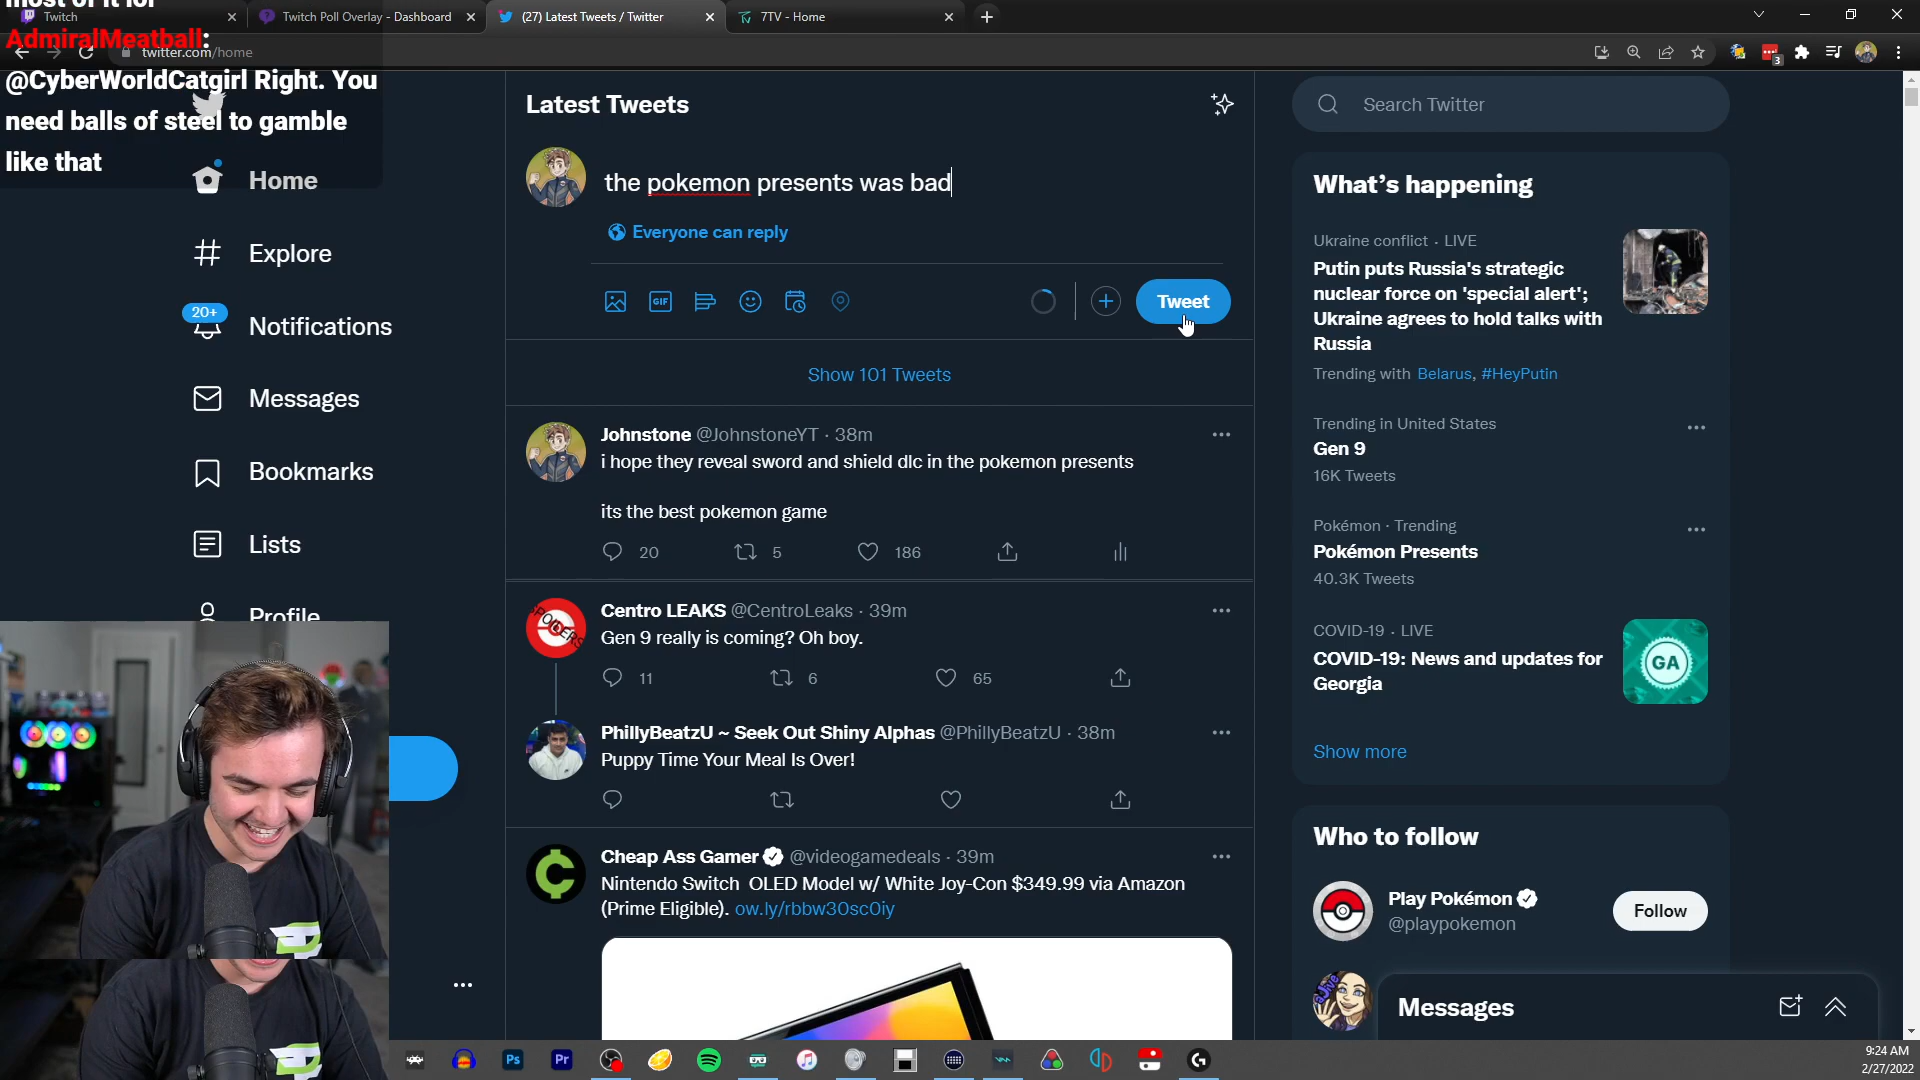 most of it for
AdmiralMeatball:
@CyberWorldCatgirl Right. You
need balls of steel to gamble
like that
Twitch
Twitch Poll Overlay - Dashboard
(27) Latest Tweets / Twitter
7TV - Home
twitter.com/home
Home
Explore
20+
Notifications
Messages
Bookmarks
Lists
Profile
Latest Tweets
the pokemon presents was bad
Everyone can reply
GIF
Tweet
Show 101 Tweets
Johnstone @JohnstoneYT · 38m
i hope they reveal sword and shield dlc in the pokemon presents
its the best pokemon game
20 5 186
Centro LEAKS @CentroLeaks · 39m
Gen 9 really is coming? Oh boy.
11 6 65
PhillyBeatzU ~ Seek Out Shiny Alphas @PhillyBeatzU · 38m
Puppy Time Your Meal Is Over!
Cheap Ass Gamer @videogamedeals · 39m
Nintendo Switch OLED Model w/ White Joy-Con $349.99 via Amazon
(Prime Eligible). ow.ly/rbbw30sc0iy
3
Search Twitter
What's happening
Ukraine conflict · LIVE
Putin puts Russia's strategic
nuclear force on 'special alert';
Ukraine agrees to hold talks with
Russia
Trending with Belarus, #HeyPutin
Trending in United States
Gen 9
16K Tweets
Pokémon · Trending
Pokémon Presents
40.3K Tweets
COVID-19 · LIVE
COVID-19: News and updates for
Georgia
GA
Show more
Who to follow
Play Pokémon
@playpokemon
Follow
Messages
Ps
Pr
9:24 AM
2/27/2022